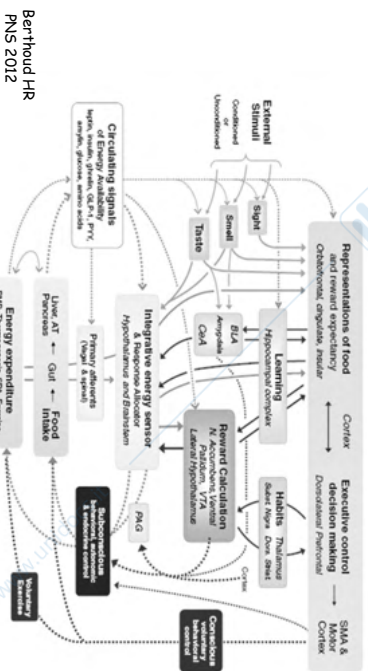 Berthoud HR
PNS 2012
External
Stimuli
Conditioned
or
Unconditioned
Sight
Smell
Taste
Representations of food
and reward expectancy
Orbitofrontal, cingulate, insular
Cortex
Executive control
decision making
Dorsolateral Prefrontal
SMA &
Motor
Cortex
Learning
Hippocampal complex
BLA
Amygdala
CeA
Habits
Thalamus
Subst. Nigra Dors. Striat.
Reward Calculation
N. Accumbens, Ventral
Pallidum, VTA
Lateral Hypothalamus
Cortex
Circulating signals
of Energy Availability
leptin, insulin, ghrelin, GLP-1, PYY,
amylin, glucose, amino acids
Integrative energy sensor
& Response Allocator
Hypothalamus and Brainstem
PAG
Primary afferents
(Vagal & spinal)
Subconscious
behavioral, autonomic
& endocrine control
Conscious
voluntary
behavioral
control
Liver, AT
Pancreas
Gut
Food
Intake
Energy expenditure
Voluntary
Exercise